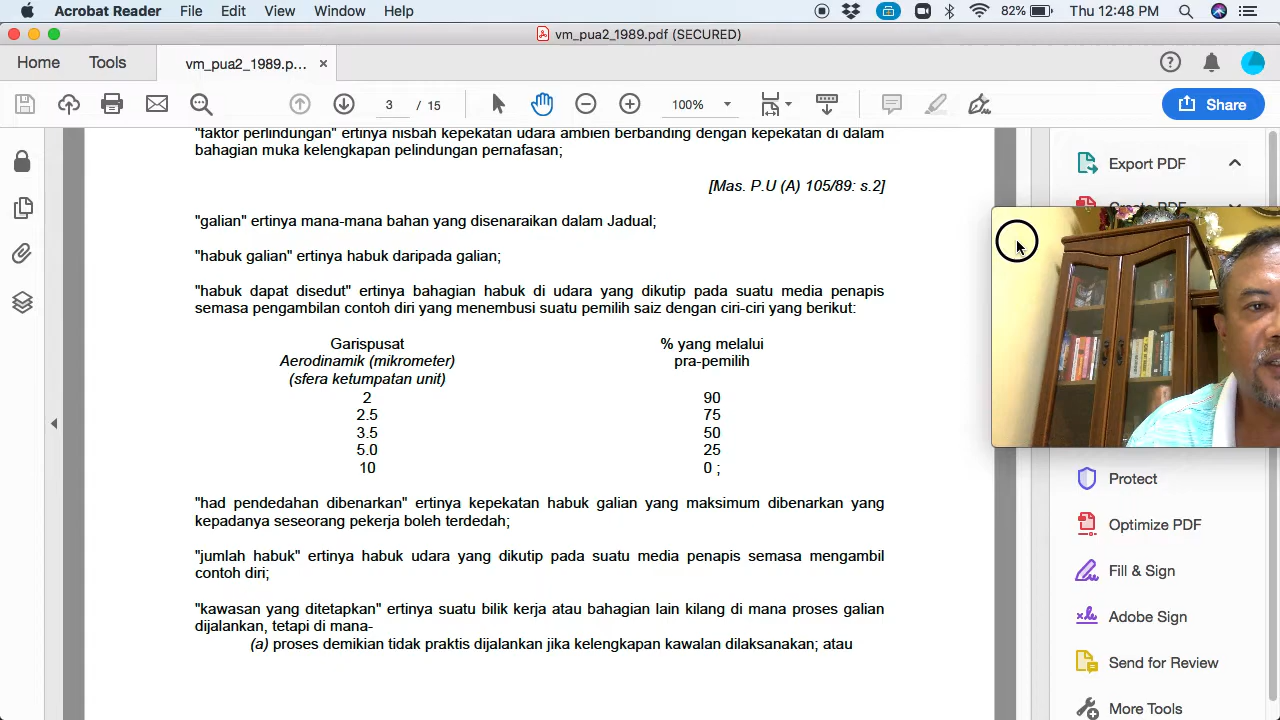 Acrobat Reader File Edit View Window Help 82% Thu 12:48 PM
vm_pua2_1989.pdf (SECURED)
Home Tools vm_pua2_1989.p... ×
3 / 15 100% Share
"faktor perlindungan" ertinya nisbah kepekatan udara ambien berbanding dengan kepekatan di dalam
bahagian muka kelengkapan pelindungan pernafasan;
[Mas. P.U (A) 105/89: s.2]
"galian" ertinya mana-mana bahan yang disenaraikan dalam Jadual;
"habuk galian" ertinya habuk daripada galian;
"habuk dapat disedut" ertinya bahagian habuk di udara yang dikutip pada suatu media penapis
semasa pengambilan contoh diri yang menembusi suatu pemilih saiz dengan ciri-ciri yang berikut:
Garispusat % yang melalui
Aerodinamik (mikrometer) pra-pemilih
(sfera ketumpatan unit)
2 90
2.5 75
3.5 50
5.0 25
10 0 ;
"had pendedahan dibenarkan" ertinya kepekatan habuk galian yang maksimum dibenarkan yang
kepadanya seseorang pekerja boleh terdedah;
"jumlah habuk" ertinya habuk udara yang dikutip pada suatu media penapis semasa mengambil
contoh diri;
"kawasan yang ditetapkan" ertinya suatu bilik kerja atau bahagian lain kilang di mana proses galian
dijalankan, tetapi di mana-
(a) proses demikian tidak praktis dijalankan jika kelengkapan kawalan dilaksanakan; atau
Export PDF
Create PDF
Protect
Optimize PDF
Fill & Sign
Adobe Sign
Send for Review
More Tools